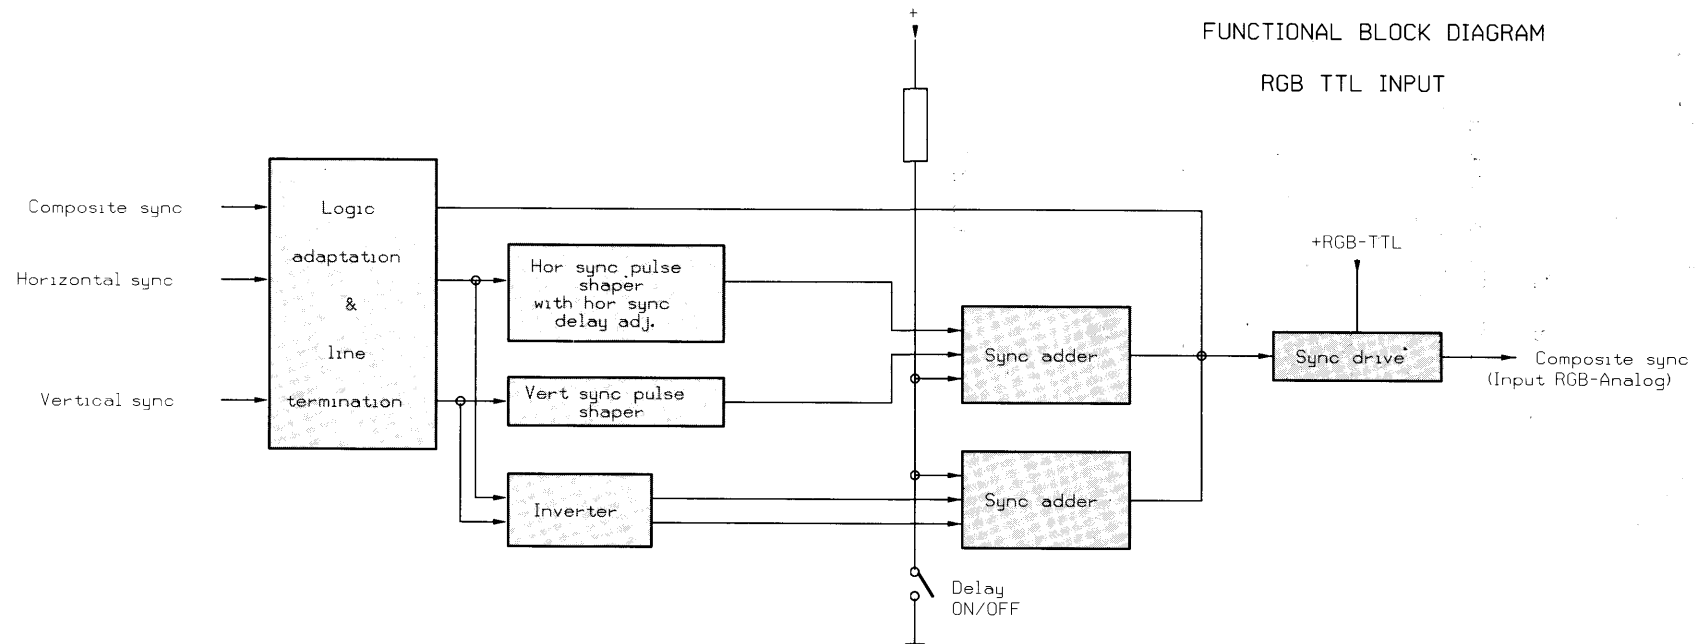 +
FUNCTIONAL BLOCK DIAGRAM
RGB TTL INPUT
Composite sync
Horizontal sync
Vertical sync
Logic
adaptation
&
line
termination
Hor sync pulse
shaper
with hor sync
delay adj.
Vert sync pulse
shaper
Inverter
Sync adder
Sync adder
+RGB-TTL
Sync drive
Composite sync
(Input RGB-Analog)
Delay
ON/OFF